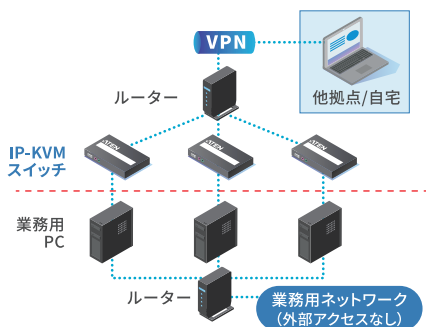 VPN
ルーター
他拠点/自宅
IP-KVM
スイッチ
ATEN
ATEN
ATEN
業務用
PC
ルーター
業務用ネットワーク
(外部アクセスなし)